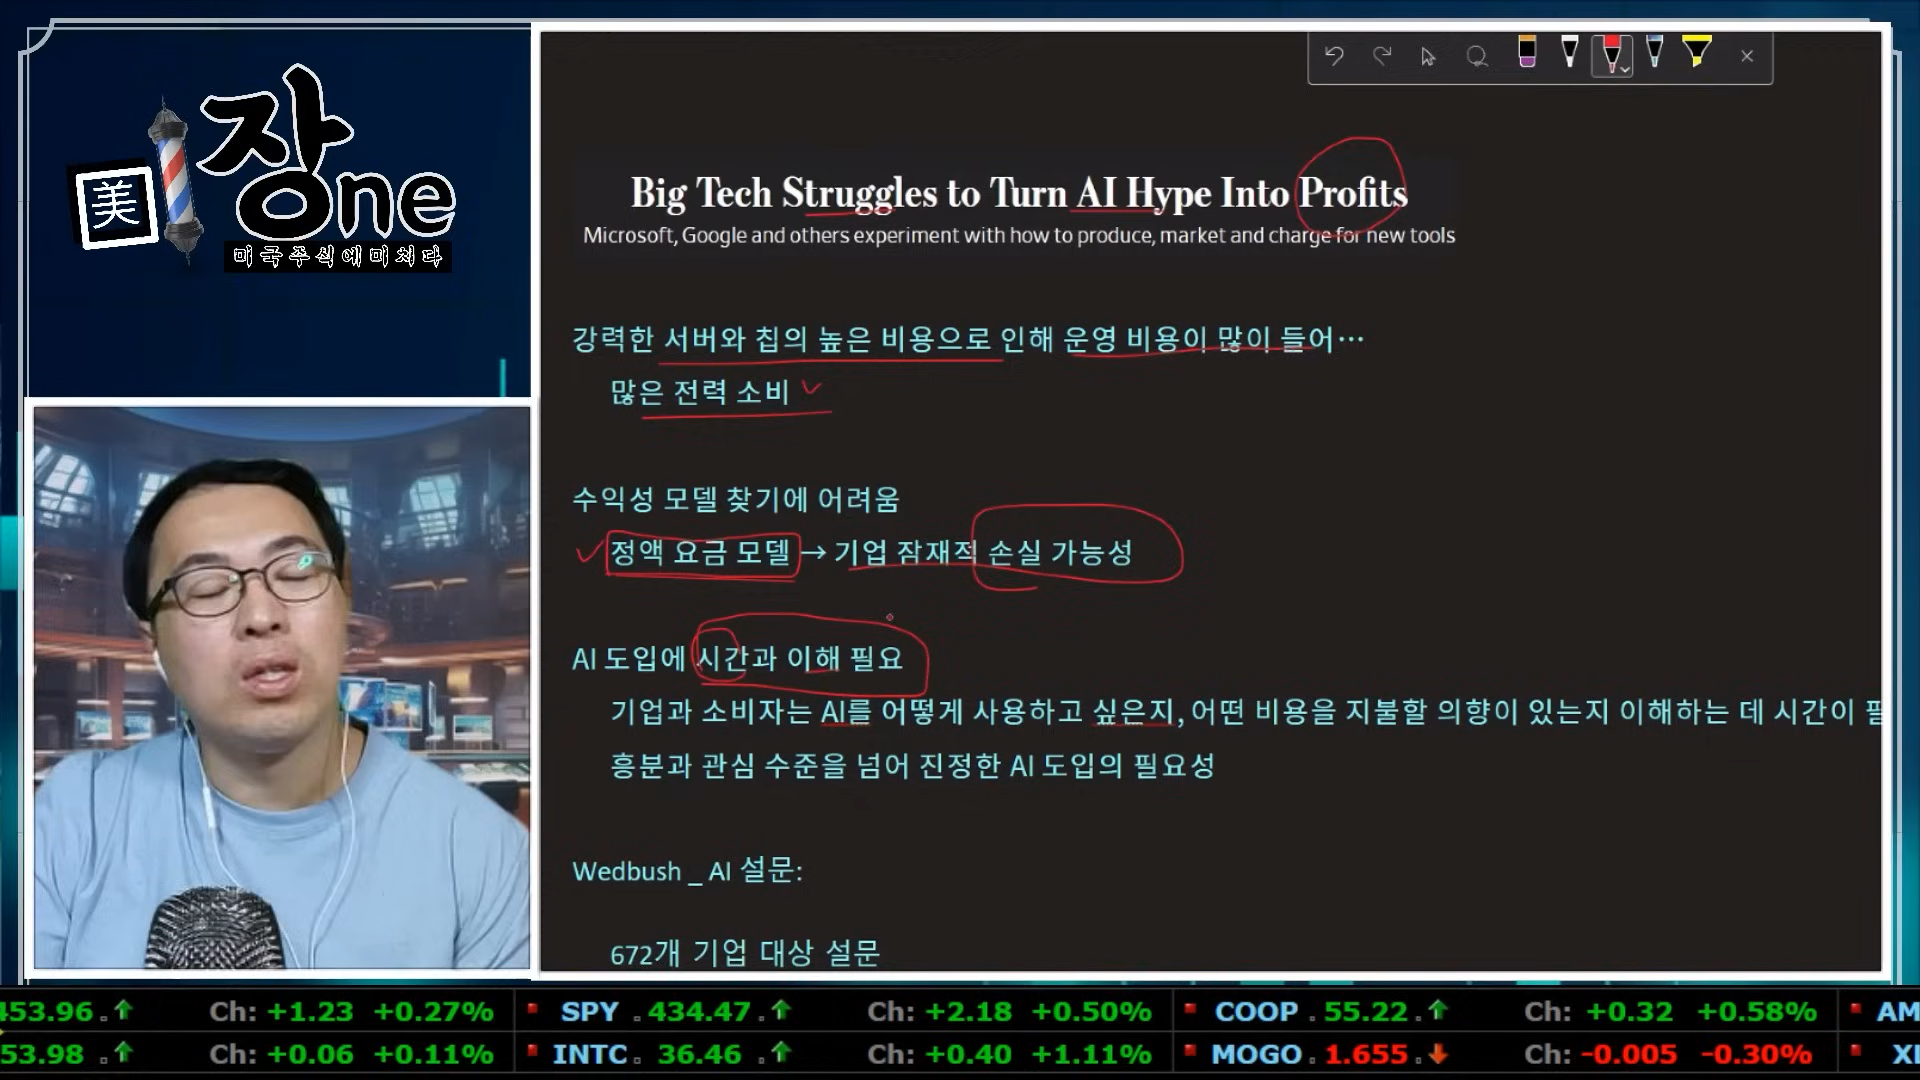 美
장one
미국주식에미치다
Big Tech Struggles to Turn AI Hype Into Profits
Microsoft, Google and others experiment with how to produce, market and charge for new tools
강력한 서버와 칩의 높은 비용으로 인해 운영 비용이 많이 들어…
많은 전력 소비
수익성 모델 찾기에 어려움
정액 요금 모델 → 기업 잠재적 손실 가능성
AI 도입에 시간과 이해 필요
기업과 소비자는 AI를 어떻게 사용하고 싶은지, 어떤 비용을 지불할 의향이 있는지 이해하는 데 시간이
흥분과 관심 수준을 넘어 진정한 AI 도입의 필요성
Wedbush _ AI 설문:
672개 기업 대상 설문
453.96 Ch: +1.23 +0.27% SPY 434.47 Ch: +2.18 +0.50% COOP 55.22 Ch: +0.32 +0.58% AM
53.98 Ch: +0.06 +0.11% INTC 36.46 Ch: +0.40 +1.11% MOGO 1.655 Ch: -0.005 -0.30%